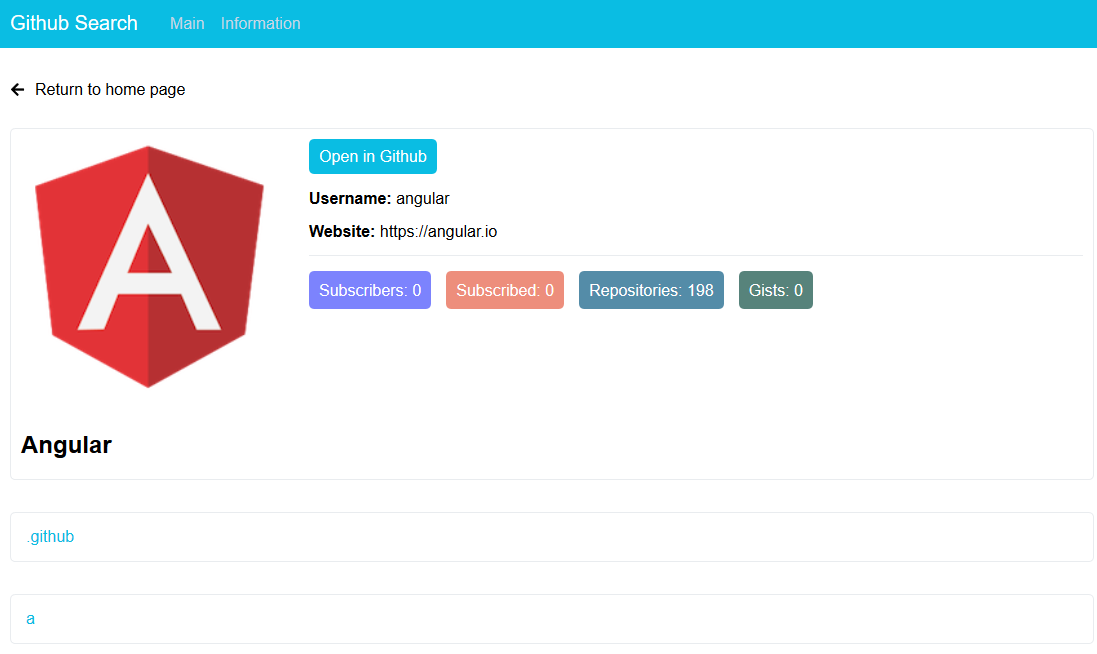 Github Search Main Information
Return to home page
Open in Github
Username: angular
Website: https://angular.io
Subscribers: 0 Subscribed: 0 Repositories: 198 Gists: 0
Angular
.github
a